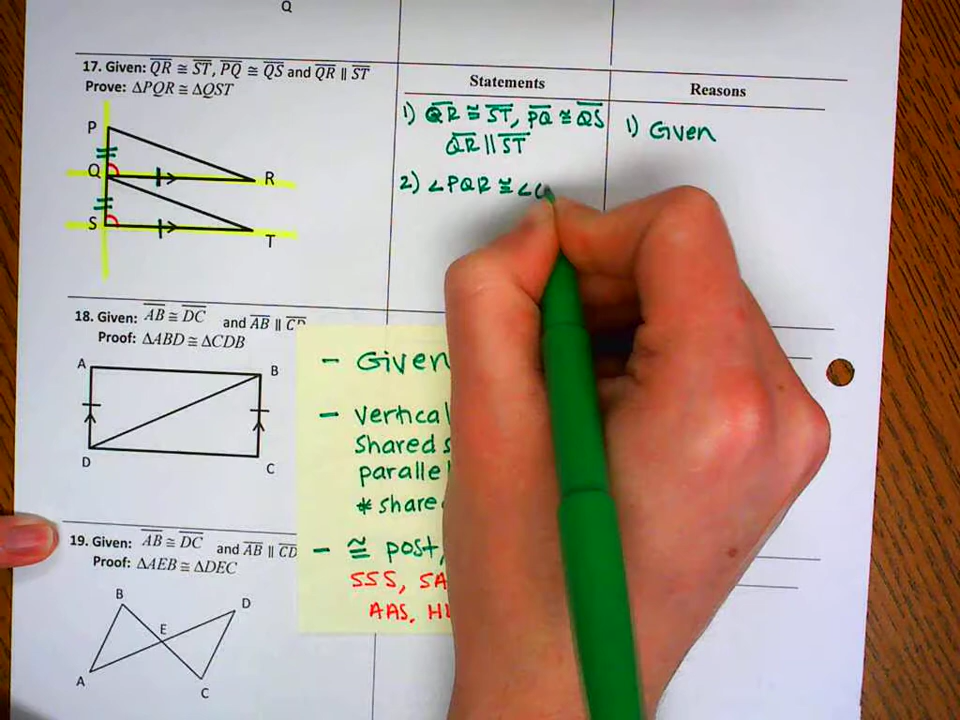 Q
17. Given: QR ≅ ST, PQ ≅ QS and QR ∥ ST
Prove: ΔPQR ≅ ΔQST
P
Q
R
S
T
Statements
Reasons
1) QR ≅ ST, PQ ≅ QS
QR ∥ ST
1) Given
2) ∠PQR ≅ ∠
18. Given: AB ≅ DC and AB ∥ CD
Proof: ΔABD ≅ ΔCDB
A
B
D
C
- Given
- vertical
Shared s
paralle
* share
- ≅ post,
SSS, SA
AAS, HL
19. Given: AB ≅ DC and AB ∥ CD
Proof: ΔAEB ≅ ΔDEC
B
D
E
A
C